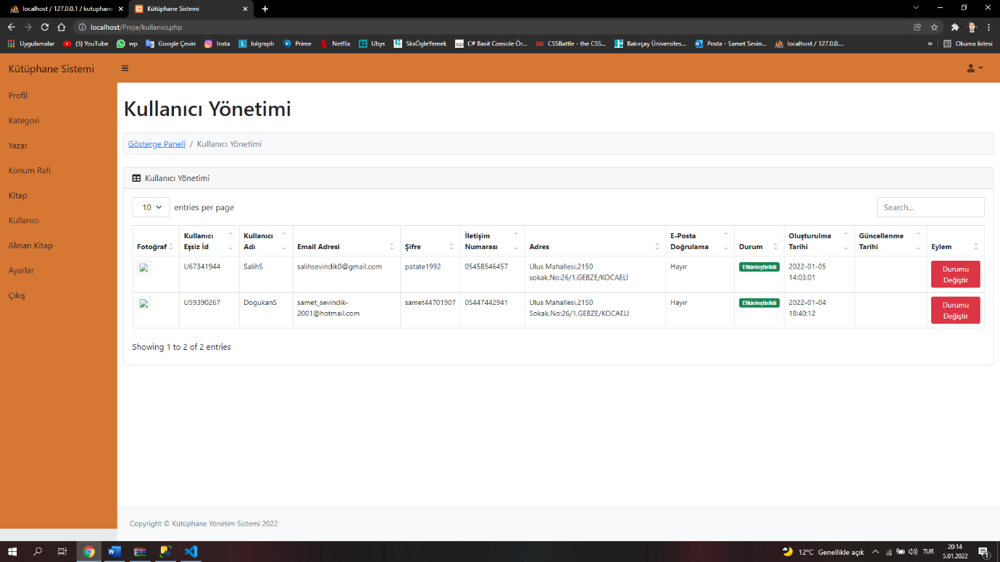 localhost / 127.0.0.1 / kutuphane
Kütüphane Sistemi
localhost/Proje/kullanici.php
Uygulamalar
(5) YouTube
wp
Google Çeviri
Insta
lolgraph
Prime
Netflix
Ubys
SksÖgleYemek
C# Basit Console Ör...
CSSBattle - the CSS...
Bakırçay Üniversites...
Posta - Samet Sevin...
localhost / 127.0.0....
Okuma listesi
Kütüphane Sistemi
Profil
Kategori
Yazar
Konum Rafı
Kitap
Kullanıcı
Alınan Kitap
Ayarlar
Çıkış
Kullanıcı Yönetimi
Gösterge Paneli / Kullanıcı Yönetimi
Kullanıcı Yönetimi
10 entries per page
Search...
Fotoğraf
Kullanıcı
Eşsiz İd
Kullanıcı
Adı
Email Adresi
Şifre
İletişim
Numarası
Adres
E-Posta
Doğrulama
Durum
Oluşturulma
Tarihi
Güncellenme
Tarihi
Eylem
U67341944
SalihS
salihsevindik0@gmail.com
patate1992
05458546457
Ulus Mahallesi,2150
sokak,No:26/1,GEBZE/KOCAELİ
Hayır
Etkinleştirildi
2022-01-05
14:03:01
Durumu
Değiştir
U59390267
DogukanS
samet_sevindik-
2001@hotmail.com
samet44701907
05447442941
Ulus Mahallesi,2150
Sokak,No:26/1,GEBZE/KOCAELİ
Hayır
Etkinleştirildi
2022-01-04
18:40:12
Durumu
Değiştir
Showing 1 to 2 of 2 entries
Copyright © Kütüphane Yönetim Sistemi 2022
12°C Genellikle açık
TUR
20:14
5.01.2022
1